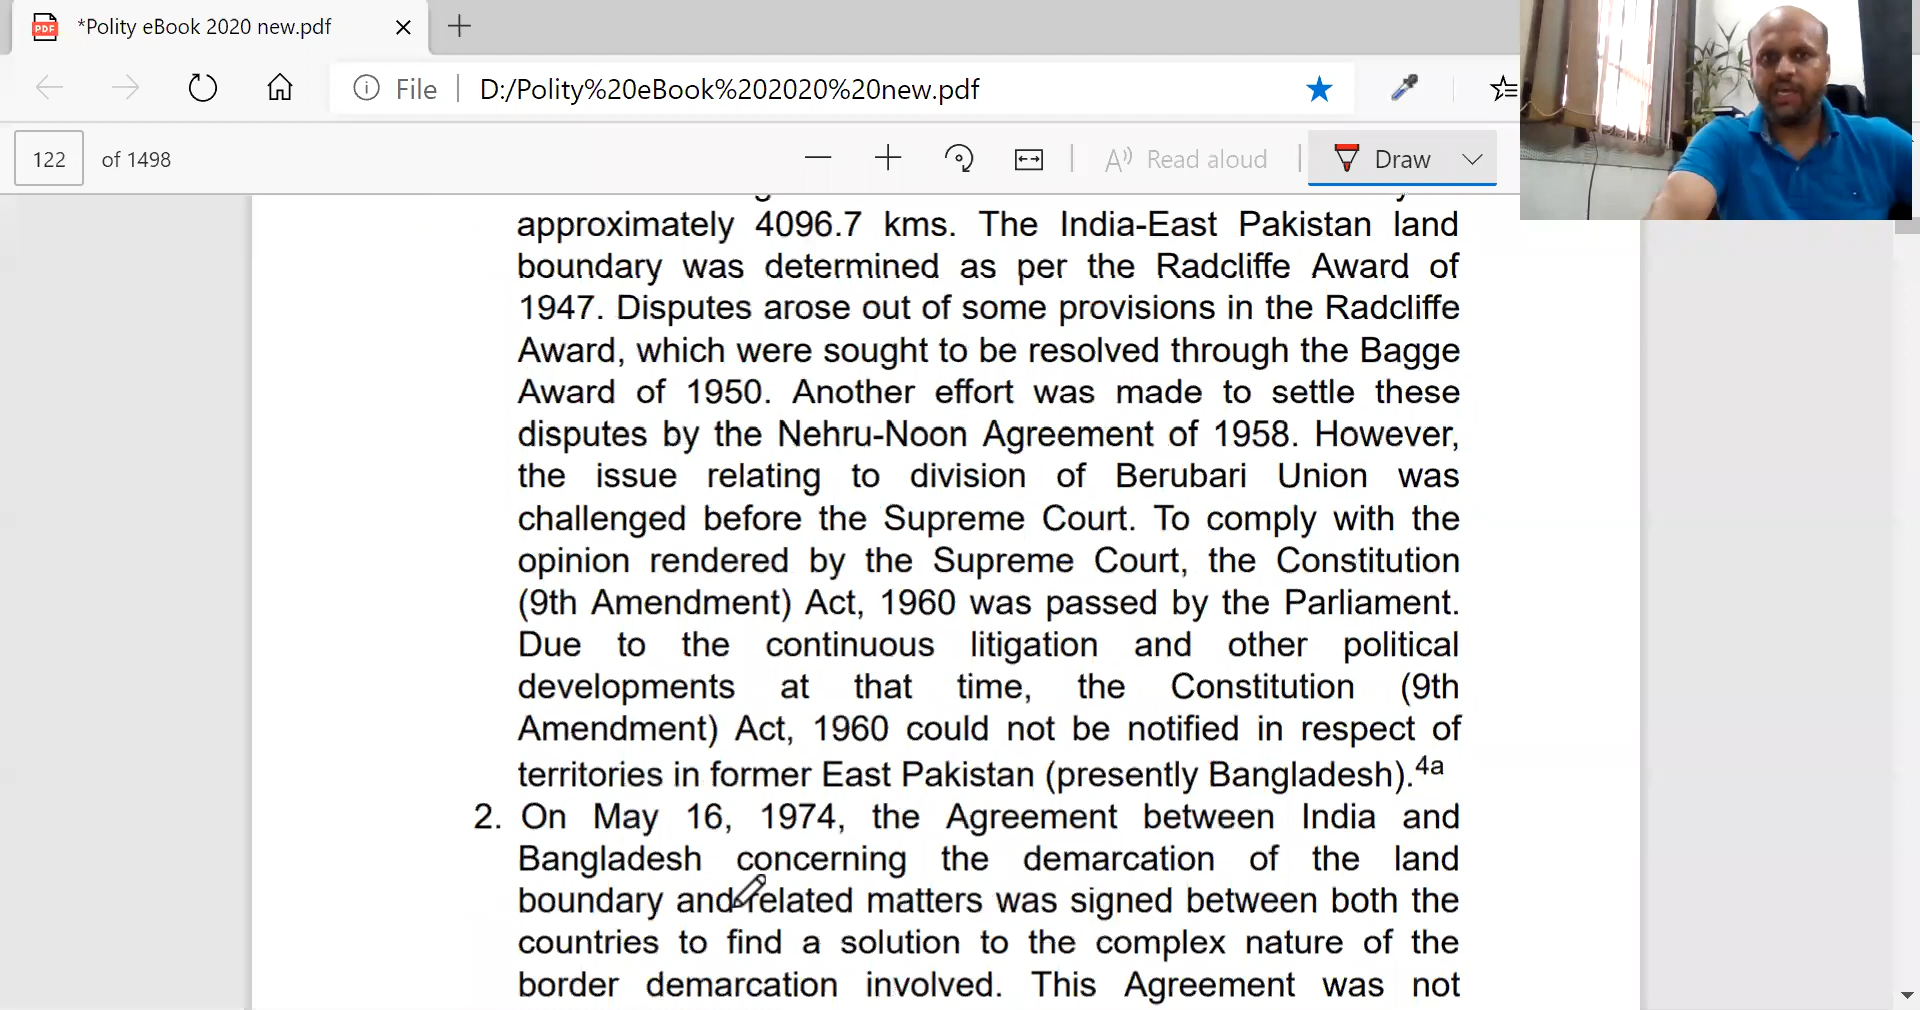 *Polity eBook 2020 new.pdf
PDF
File
D:/Polity%20eBook%202020%20new.pdf
122
of 1498
Read aloud
Draw
approximately 4096.7 kms. The India-East Pakistan land
boundary was determined as per the Radcliffe Award of
1947. Disputes arose out of some provisions in the Radcliffe
Award, which were sought to be resolved through the Bagge
Award of 1950. Another effort was made to settle these
disputes by the Nehru-Noon Agreement of 1958. However,
the issue relating to division of Berubari Union was
challenged before the Supreme Court. To comply with the
opinion rendered by the Supreme Court, the Constitution
(9th Amendment) Act, 1960 was passed by the Parliament.
Due to the continuous litigation and other political
developments at that time, the Constitution (9th
Amendment) Act, 1960 could not be notified in respect of
territories in former East Pakistan (presently Bangladesh).4a
2. On May 16, 1974, the Agreement between India and
Bangladesh concerning the demarcation of the land
boundary and related matters was signed between both the
countries to find a solution to the complex nature of the
border demarcation involved. This Agreement was not